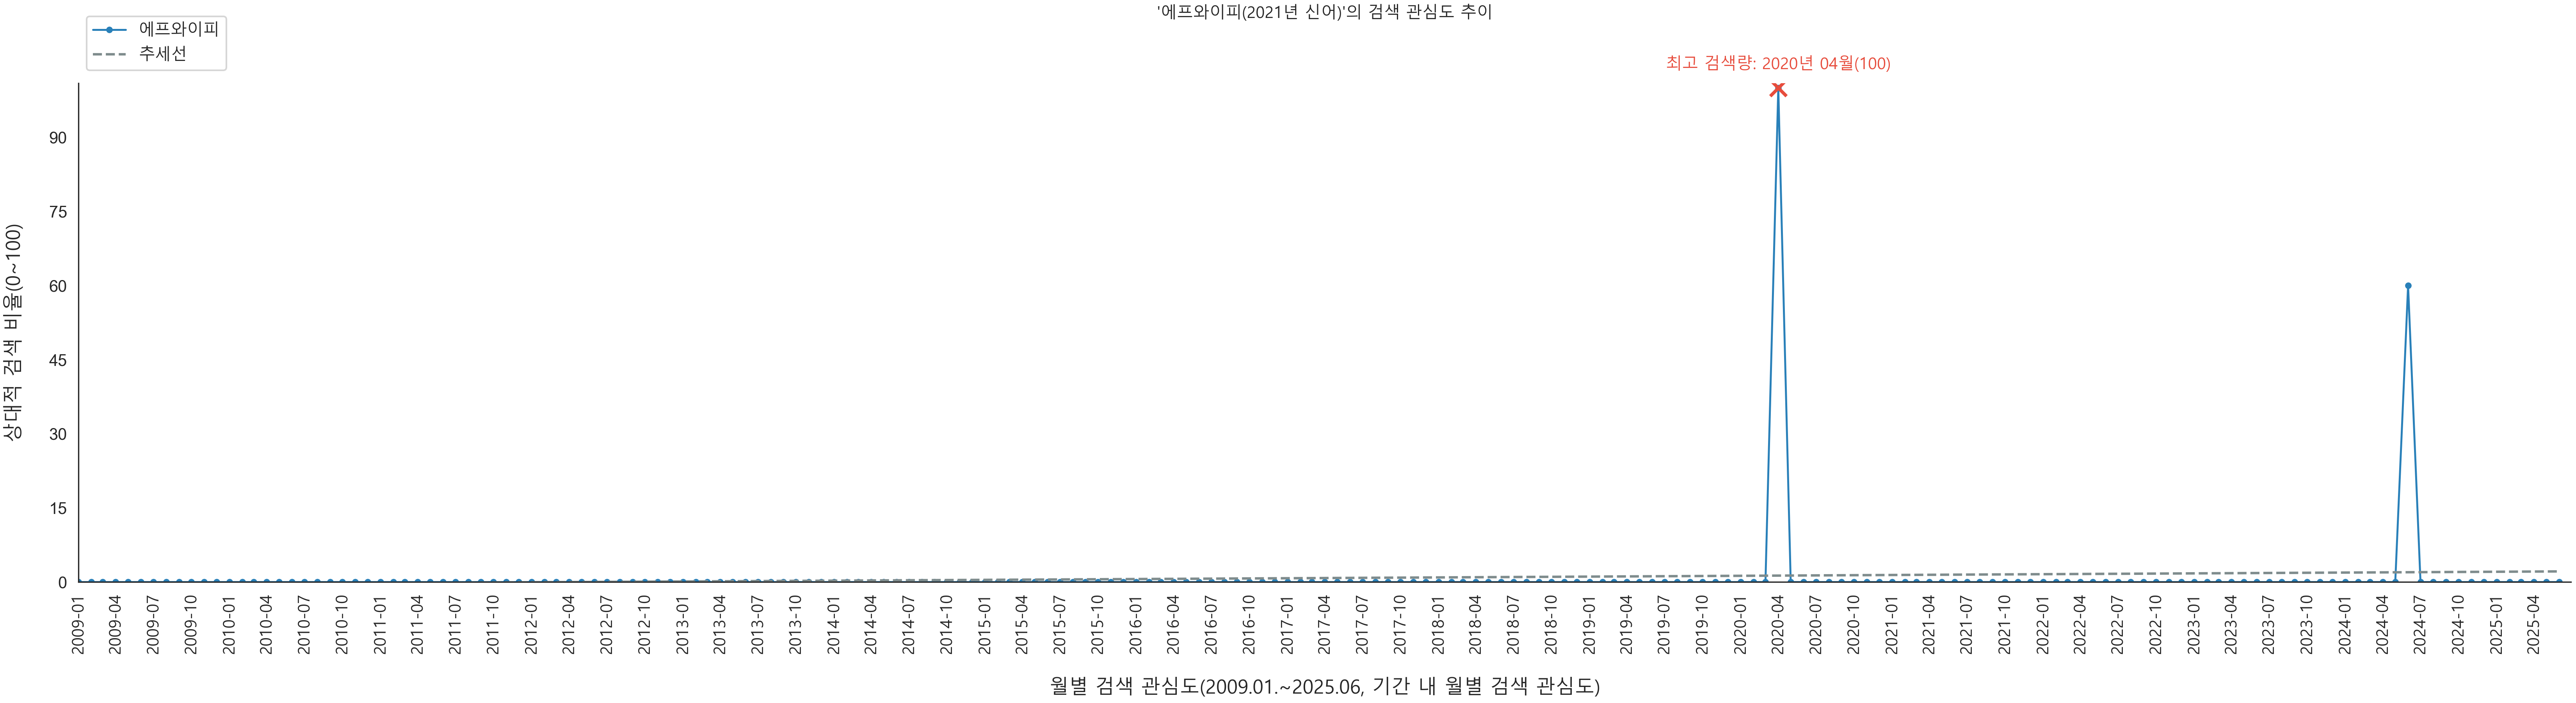 '에프와이피(2021년 신어)'의 검색 관심도 추이
에프와이피
추세선
최고 검색량: 2020년 04월(100)
상대적 검색 비율(0~100)
90
75
60
45
30
15
0
2009-01 2009-04 2009-07 2009-10 2010-01 2010-04 2010-07 2010-10 2011-01 2011-04 2011-07 2011-10 2012-01 2012-04 2012-07 2012-10 2013-01 2013-04 2013-07 2013-10 2014-01 2014-04 2014-07 2014-10 2015-01 2015-04 2015-07 2015-10 2016-01 2016-04 2016-07 2016-10 2017-01 2017-04 2017-07 2017-10 2018-01 2018-04 2018-07 2018-10 2019-01 2019-04 2019-07 2019-10 2020-01 2020-04 2020-07 2020-10 2021-01 2021-04 2021-07 2021-10 2022-01 2022-04 2022-07 2022-10 2023-01 2023-04 2023-07 2023-10 2024-01 2024-04 2024-07 2024-10 2025-01 2025-04
월별 검색 관심도(2009.01.~2025.06, 기간 내 월별 검색 관심도)